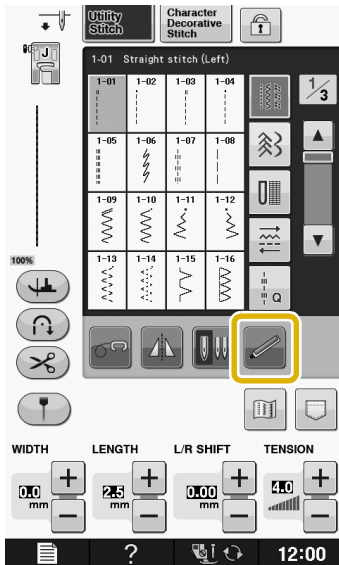 Utility
Stitch
Character
Decorative
Stitch
J
1-01 Straight stitch (Left)
1/3
1-01 1-02 1-03 1-04
1-05 1-06 1-07 1-08
1-09 1-10 1-11 1-12
1-13 1-14 1-15 1-16
Q
100%
WIDTH LENGTH L/R SHIFT TENSION
0.0 mm + − 2.5 mm + − 0.00 mm + − 4.0 + −
? 12:00